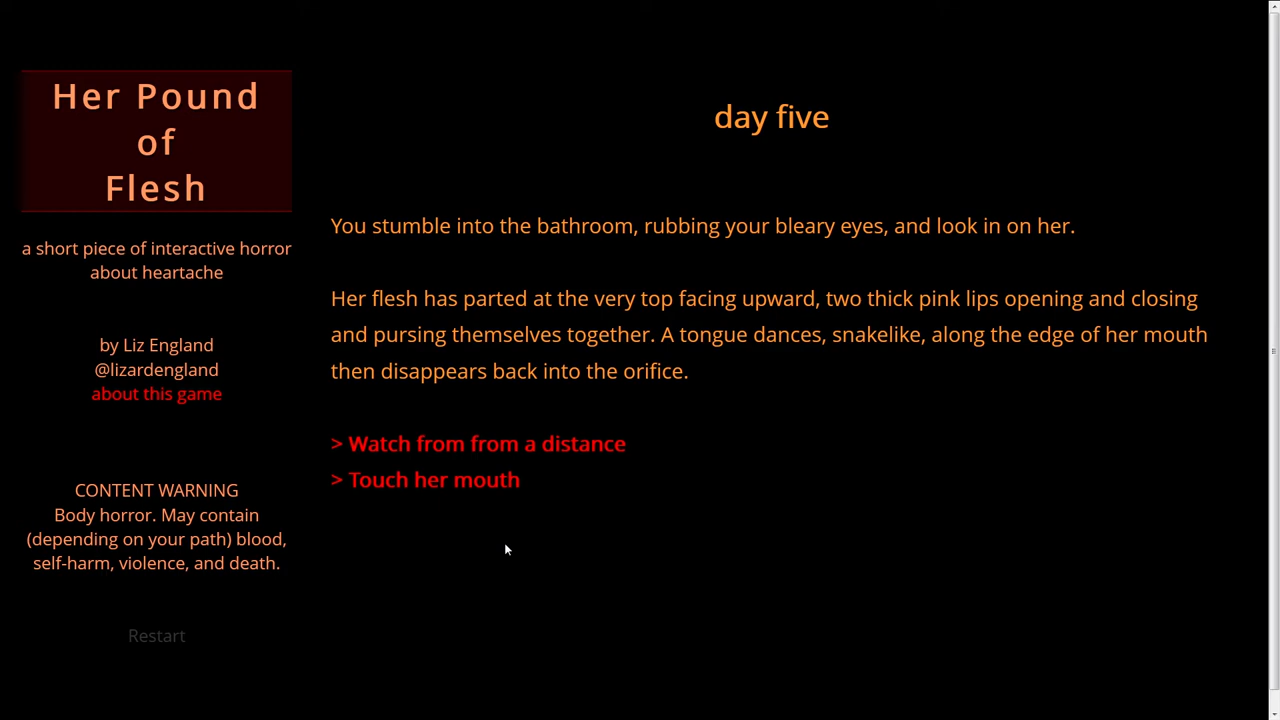 Her Pound
of
Flesh
a short piece of interactive horror
about heartache
by Liz England
@lizardengland
about this game
CONTENT WARNING
Body horror. May contain
(depending on your path) blood,
self-harm, violence, and death.
Restart
day five
You stumble into the bathroom, rubbing your bleary eyes, and look in on her.
Her flesh has parted at the very top facing upward, two thick pink lips opening and closing
and pursing themselves together. A tongue dances, snakelike, along the edge of her mouth
then disappears back into the orifice.
> Watch from from a distance
> Touch her mouth